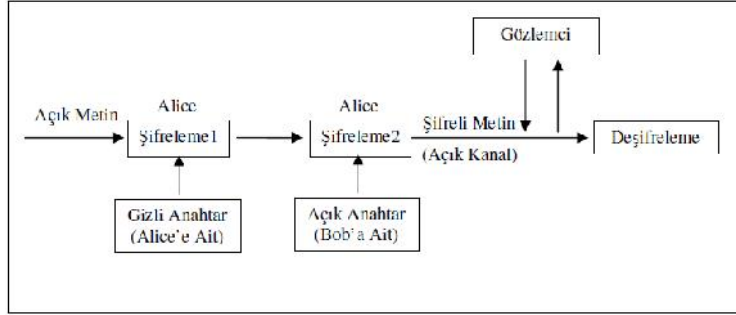 Gözlemci
Açık Metin
Alice
Şifreleme1
Alice
Şifreleme2
Şifreli Metin
(Açık Kanal)
Deşifreleme
Gizli Anahtar
(Alice'e Ait)
Açık Anahtar
(Bob'a Ait)